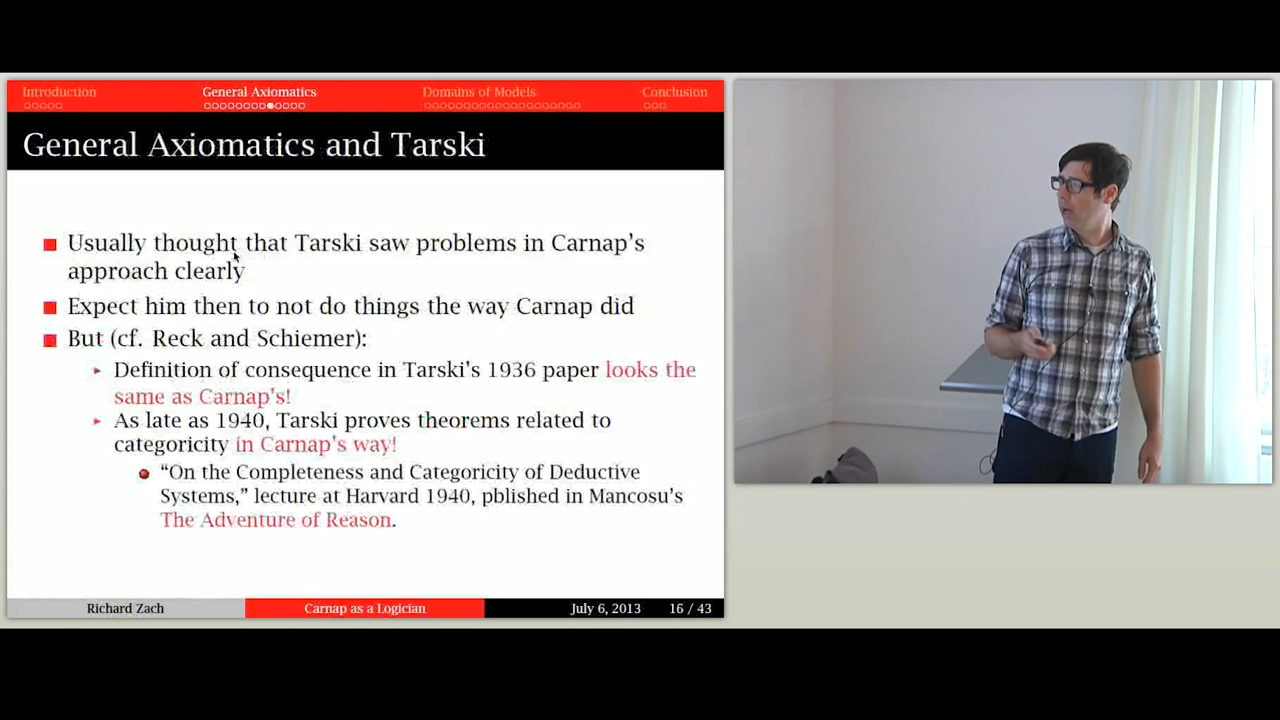 Introduction
General Axiomatics
Domains of Models
Conclusion
General Axiomatics and Tarski
Usually thought that Tarski saw problems in Carnap's
approach clearly
Expect him then to not do things the way Carnap did
But (cf. Reck and Schiemer):
Definition of consequence in Tarski's 1936 paper looks the
same as Carnap's!
As late as 1940, Tarski proves theorems related to
categoricity in Carnap's way!
“On the Completeness and Categoricity of Deductive
Systems,” lecture at Harvard 1940, pblished in Mancosu's
The Adventure of Reason.
Richard Zach
Carnap as a Logician
July 6, 2013
16 / 43